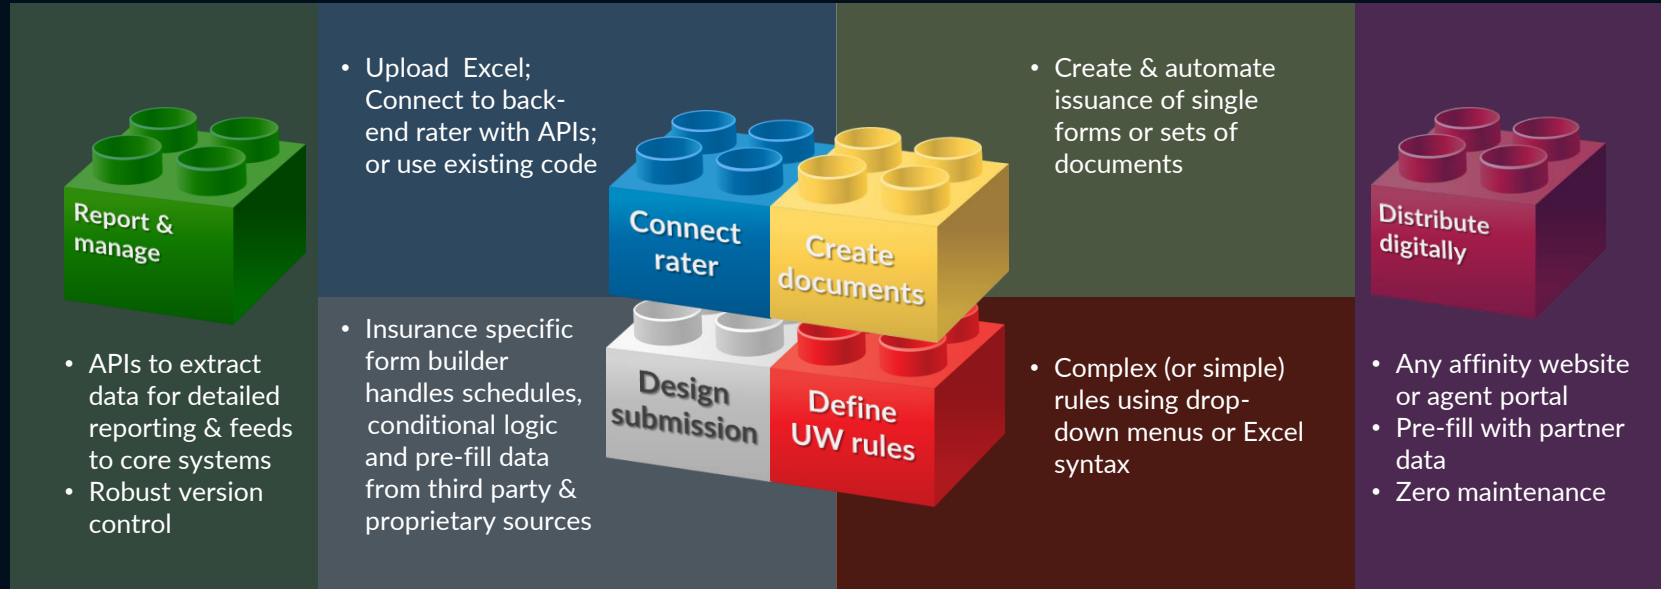 Report &
manage
• APIs to extract
data for detailed
reporting & feeds
to core systems
• Robust version
control
• Upload  Excel;
Connect to back-
end rater with APIs;
or use existing code
Connect
rater
Create
documents
• Create & automate
issuance of single
forms or sets of
documents
• Insurance specific
form builder
handles schedules,
conditional logic
and pre-fill data
from third party &
proprietary sources
Design
submission
Define
UW rules
• Complex (or simple)
rules using drop-
down menus or Excel
syntax
Distribute
digitally
• Any affinity website
or agent portal
• Pre-fill with partner
data
• Zero maintenance